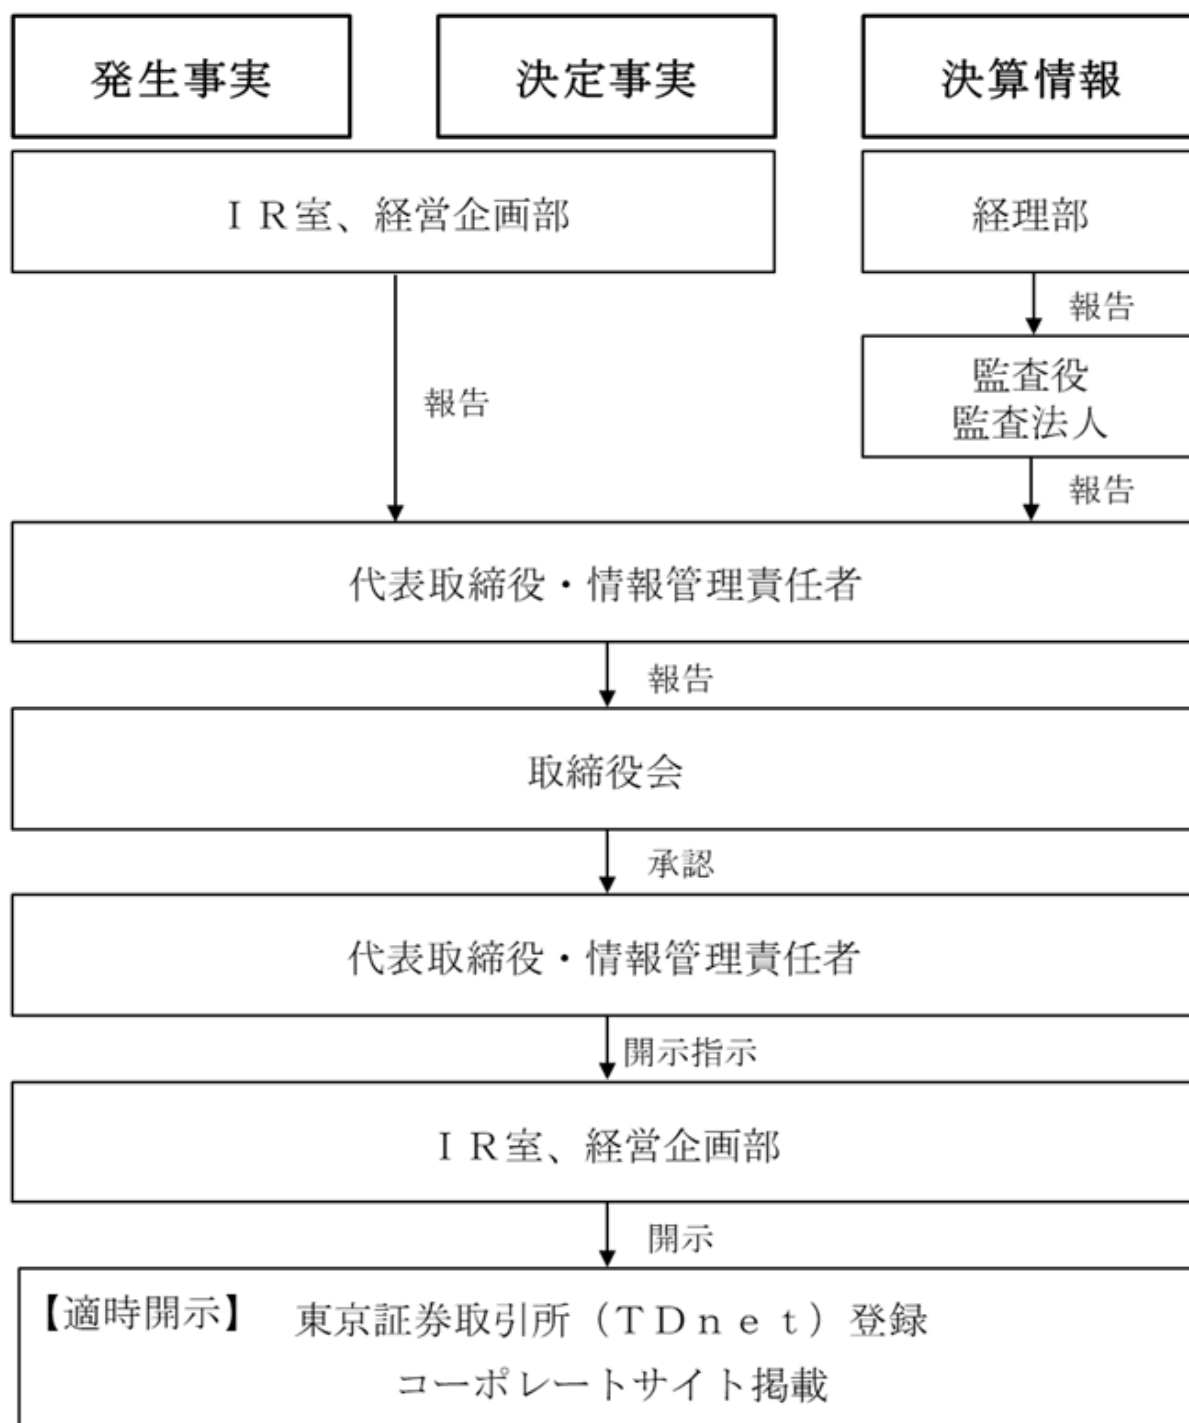 発生事実
決定事実
決算情報
ＩＲ室、経営企画部
経理部
報告
監査役
監査法人
報告
報告
代表取締役・情報管理責任者
報告
取締役会
承認
代表取締役・情報管理責任者
開示指示
ＩＲ室、経営企画部
開示
【適時開示】 東京証券取引所（ＴＤｎｅｔ）登録
コーポレートサイト掲載